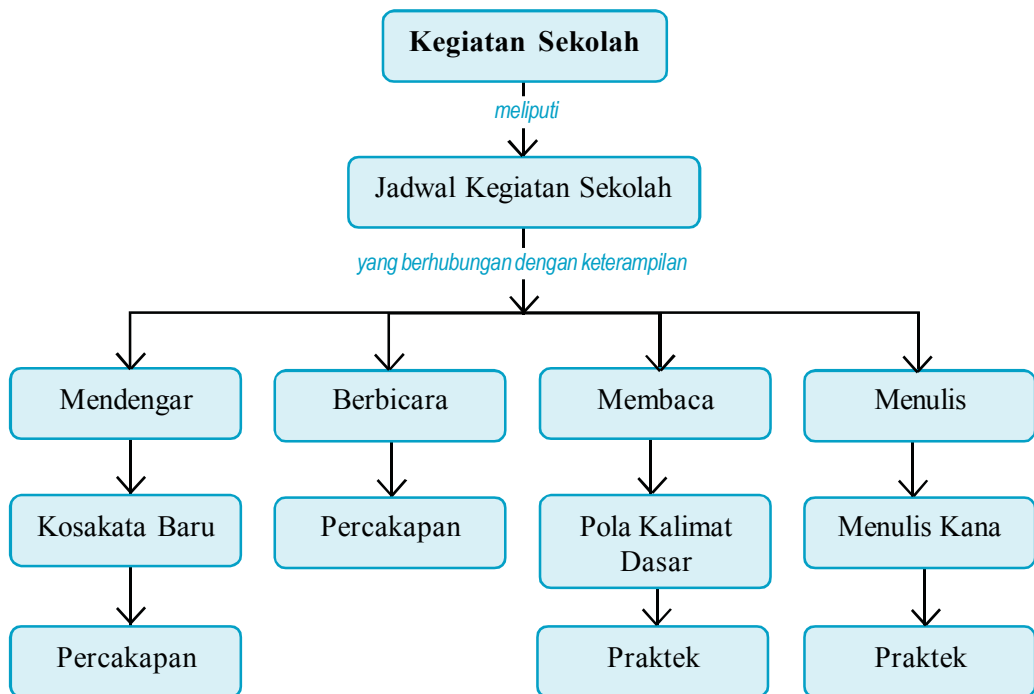 Kegiatan Sekolah
meliputi
Jadwal Kegiatan Sekolah
yang berhubungan dengan keterampilan
Mendengar
Berbicara
Membaca
Menulis
Kosakata Baru
Percakapan
Pola Kalimat
Dasar
Menulis Kana
Percakapan
Praktek
Praktek